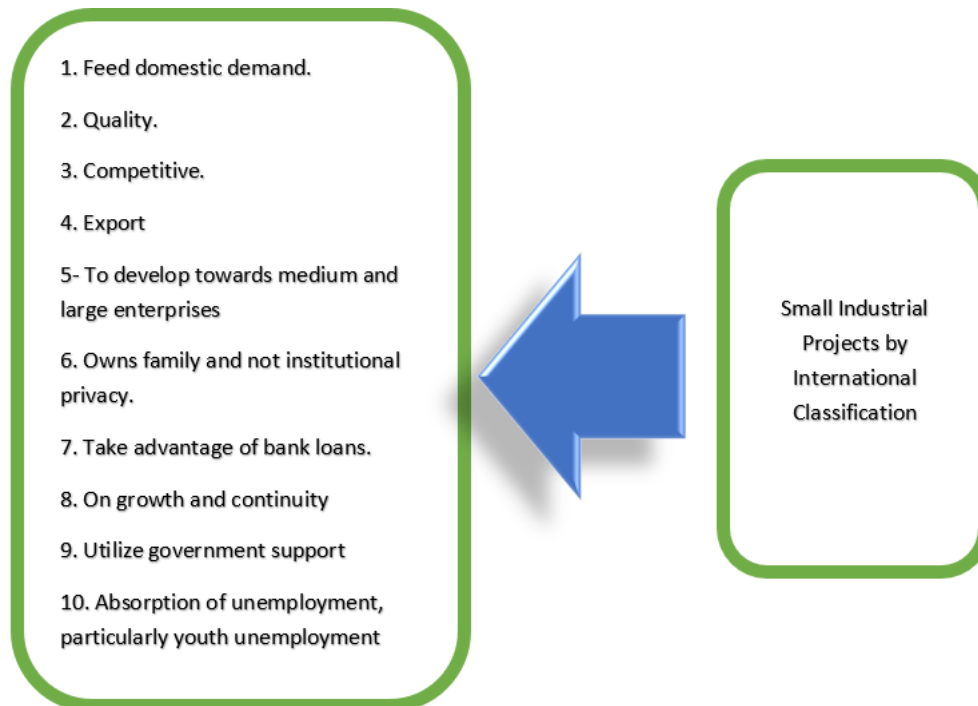 1. Feed domestic demand.
2. Quality.
3. Competitive.
4. Export
5- To develop towards medium and
large enterprises
6. Owns family and not institutional
privacy.
7. Take advantage of bank loans.
8. On growth and continuity
9. Utilize government support
10. Absorption of unemployment,
particularly youth unemployment
Small Industrial
Projects by
International
Classification